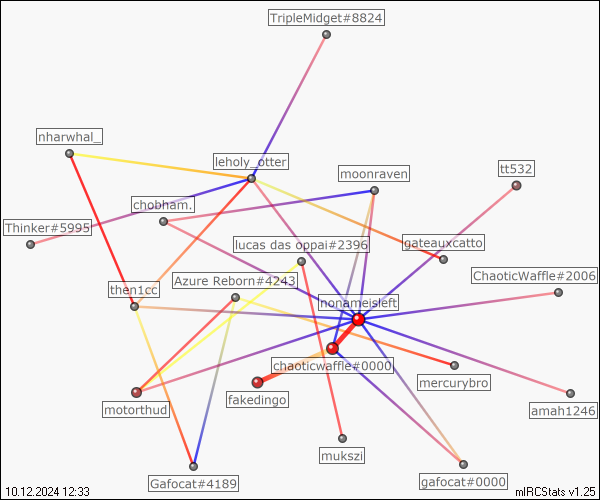 TripleMidget#8824
nharwhal_
leholy_otter
moonraven
tt532
chobham.
Thinker#5995
lucas das oppai#2396
gateauxcatto
Azure Reborn#4243
ChaoticWaffle#2006
then1cc
nonameisleft
chaoticwaffle#0000
mercurybro
fakedingo
motorthud
amah1246
mukszi
Gafocat#4189
gafocat#0000
10.12.2024 12:33
mIRCStats v1.25